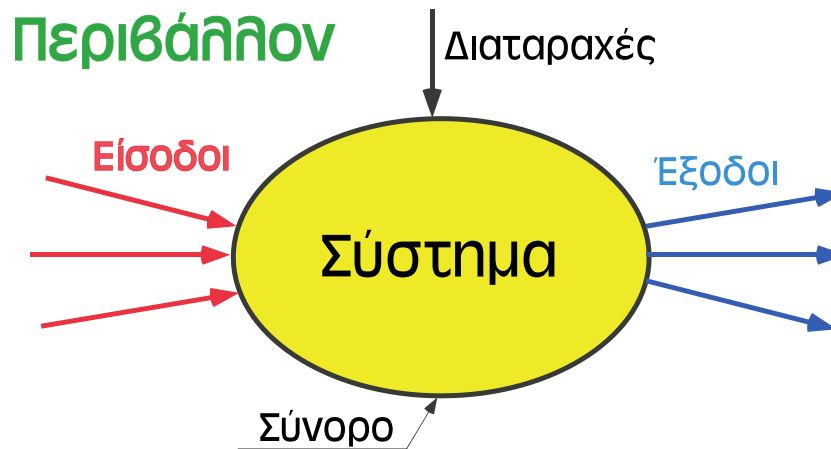 Περιβάλλον
Διαταραχές
Είσοδοι
Έξοδοι
Σύστημα
Σύνορο